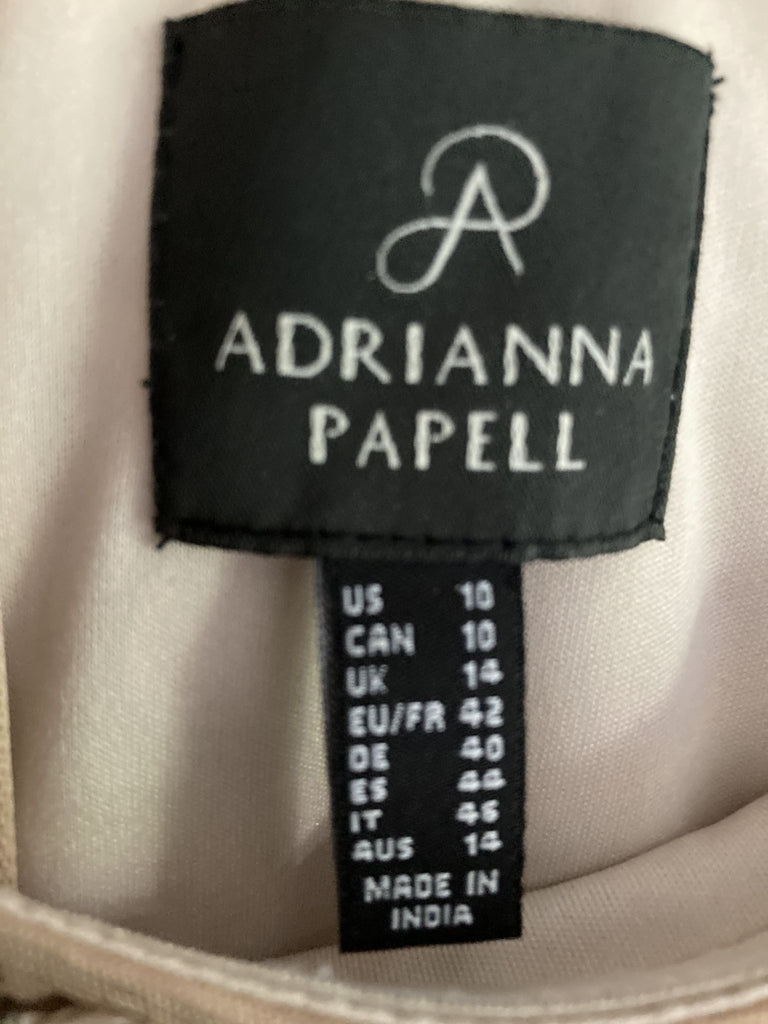 ADRIANNA
PAPELL
US 10
CAN 10
UK 14
EU/FR 42
DE 40
ES 44
IT 46
AUS 14
MADE IN
INDIA